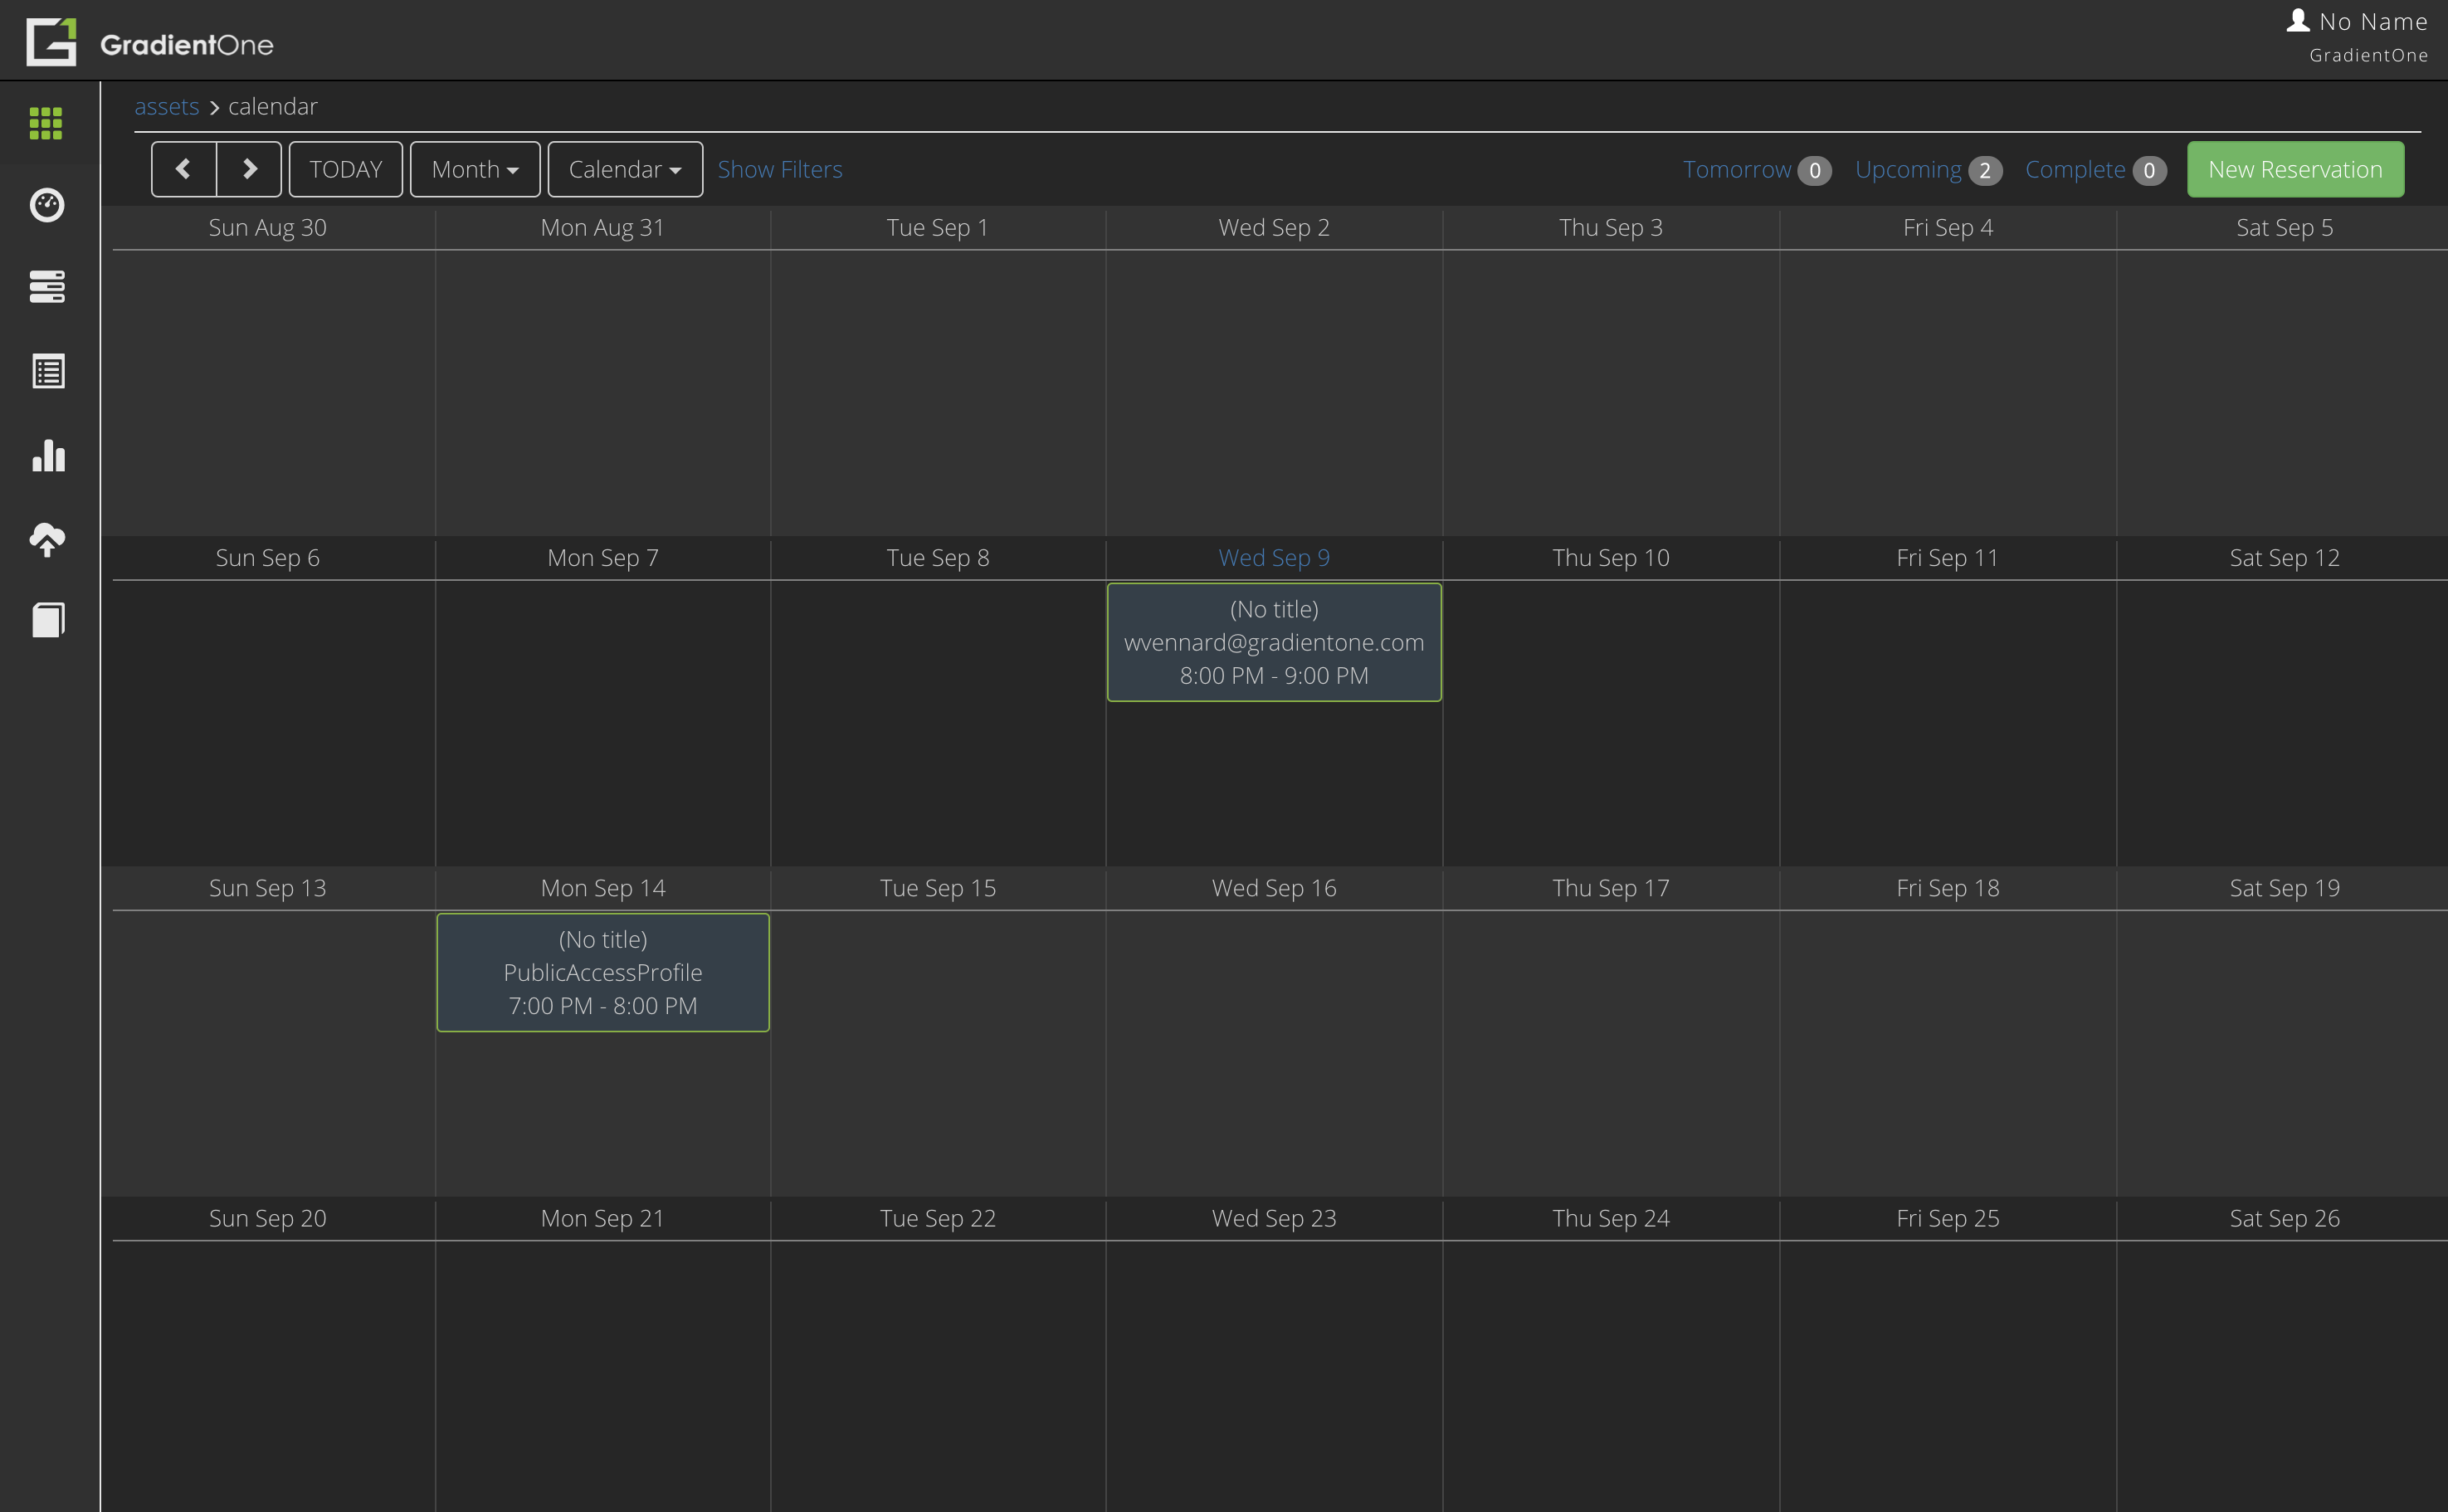 GradientOne
No Name
GradientOne
assets calendar
TODAY Month Calendar Show Filters Tomorrow 0 Upcoming 2 Complete 0 New Reservation
Sun Aug 30 Mon Aug 31 Tue Sep 1 Wed Sep 2 Thu Sep 3 Fri Sep 4 Sat Sep 5
Sun Sep 6 Mon Sep 7 Tue Sep 8 Wed Sep 9 Thu Sep 10 Fri Sep 11 Sat Sep 12
(No title)
wvennard@gradientone.com
8:00 PM - 9:00 PM
Sun Sep 13 Mon Sep 14 Tue Sep 15 Wed Sep 16 Thu Sep 17 Fri Sep 18 Sat Sep 19
(No title)
PublicAccessProfile
7:00 PM - 8:00 PM
Sun Sep 20 Mon Sep 21 Tue Sep 22 Wed Sep 23 Thu Sep 24 Fri Sep 25 Sat Sep 26